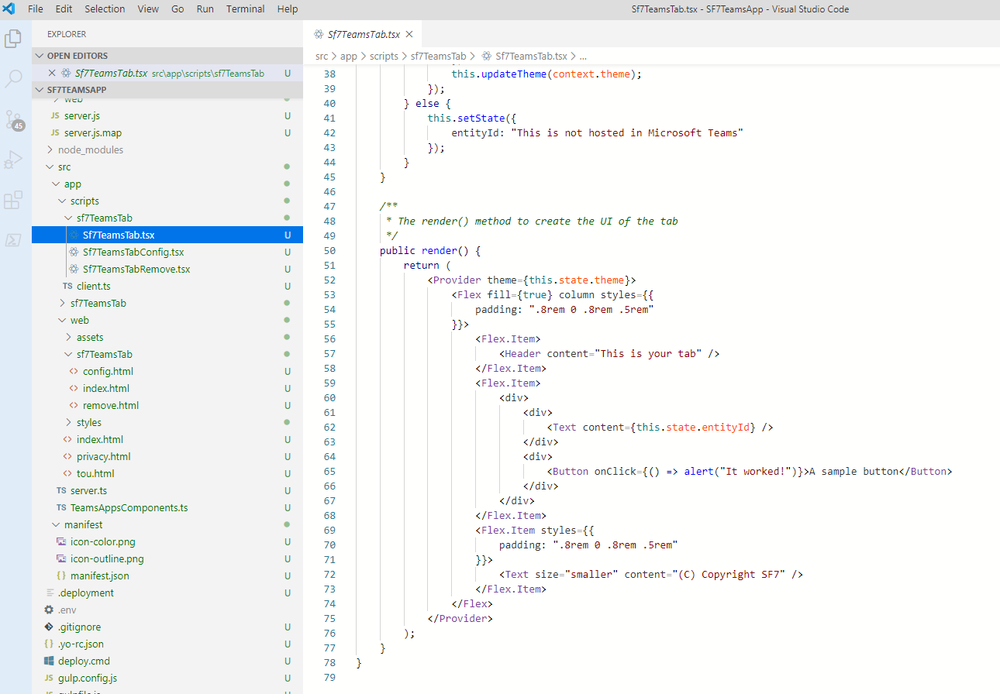 File Edit Selection View Go Run Terminal Help
Sf7TeamsTab.tsx - SF7TeamsApp - Visual Studio Code
EXPLORER
OPEN EDITORS
Sf7TeamsTab.tsx src\app\scripts\sf7TeamsTab U
SF7TEAMSAPP
web
server.js U
server.js.map U
node_modules
src
app
scripts
sf7TeamsTab
Sf7TeamsTab.tsx U
Sf7TeamsTabConfig.tsx U
Sf7TeamsTabRemove.tsx U
TS client.ts U
sf7TeamsTab
web
assets
sf7TeamsTab
config.html U
index.html U
remove.html U
styles
index.html U
privacy.html U
tou.html U
TS server.ts U
TS TeamsAppsComponents.ts U
manifest
icon-color.png U
icon-outline.png U
manifest.json U
.deployment U
.env
.gitignore U
.yo-rc.json U
deploy.cmd U
JS gulp.config.js U
45
Sf7TeamsTab.tsx
src > app > scripts > sf7TeamsTab > Sf7TeamsTab.tsx > ...
38 this.updateTheme(context.theme);
39 });
40 } else {
41 this.setState({
42 entityId: "This is not hosted in Microsoft Teams"
43 });
44 }
45 }
46
47 /**
48 * The render() method to create the UI of the tab
49 */
50 public render() {
51 return (
52 <Provider theme={this.state.theme}>
53 <Flex fill={true} column styles={{
54 padding: ".8rem 0 .8rem .5rem"
55 }}>
56 <Flex.Item>
57 <Header content="This is your tab" />
58 </Flex.Item>
59 <Flex.Item>
60 <div>
61 <div>
62 <Text content={this.state.entityId} />
63 </div>
64 <div>
65 <Button onClick={() => alert("It worked!")}>A sample button</Button>
66 </div>
67 </div>
68 </Flex.Item>
69 <Flex.Item styles={{
70 padding: ".8rem 0 .8rem .5rem"
71 }}>
72 <Text size="smaller" content="(C) Copyright SF7" />
73 </Flex.Item>
74 </Flex>
75 </Provider>
76 );
77 }
78 }
79